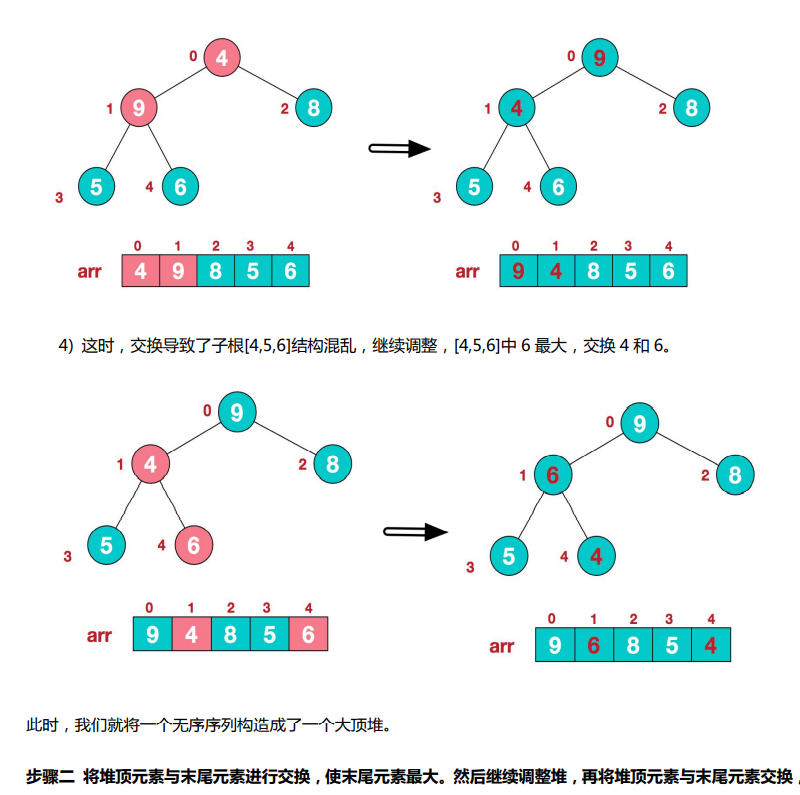 0 4 0 9
1 9 2 8 1 4 2 8
3 5 4 6 3 5 4 6
0 1 2 3 4 0 1 2 3 4
arr 4 9 8 5 6 arr 9 4 8 5 6
4) 这时，交换导致了子根[4,5,6]结构混乱，继续调整，[4,5,6]中 6 最大，交换 4 和 6。
0 9 0 9
1 4 2 8 1 6 2 8
3 5 4 6 3 5 4 4
0 1 2 3 4 0 1 2 3 4
arr 9 4 8 5 6 arr 9 6 8 5 4
此时，我们就将一个无序序列构造成了一个大顶堆。
步骤二 将堆顶元素与末尾元素进行交换，使末尾元素最大。然后继续调整堆，再将堆顶元素与末尾元素交换，